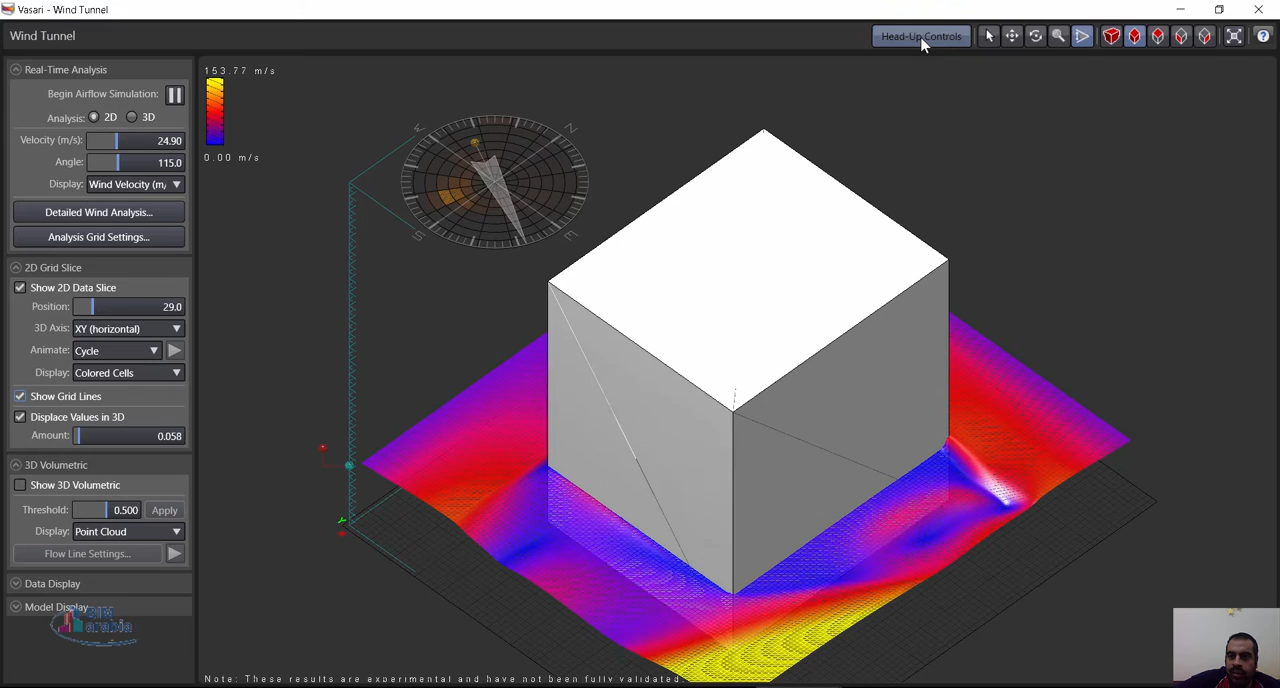 Vasari - Wind Tunnel
Wind Tunnel
Head-Up Controls
Real-Time Analysis
Begin Airflow Simulation:
Analysis: 2D 3D
Velocity (m/s): 24.90
Angle: 115.0
Display: Wind Velocity (m/
Detailed Wind Analysis...
Analysis Grid Settings...
2D Grid Slice
Show 2D Data Slice
Position: 29.0
3D Axis: XY (horizontal)
Animate: Cycle
Display: Colored Cells
Show Grid Lines
Displace Values in 3D
Amount: 0.058
3D Volumetric
Show 3D Volumetric
Threshold: 0.500 Apply
Display: Point Cloud
Flow Line Settings...
Data Display
Model Display
BIM
arabia
153.77 m/s
0.00 m/s
W N
S E
Note: These results are experimental and have not been fully validated.